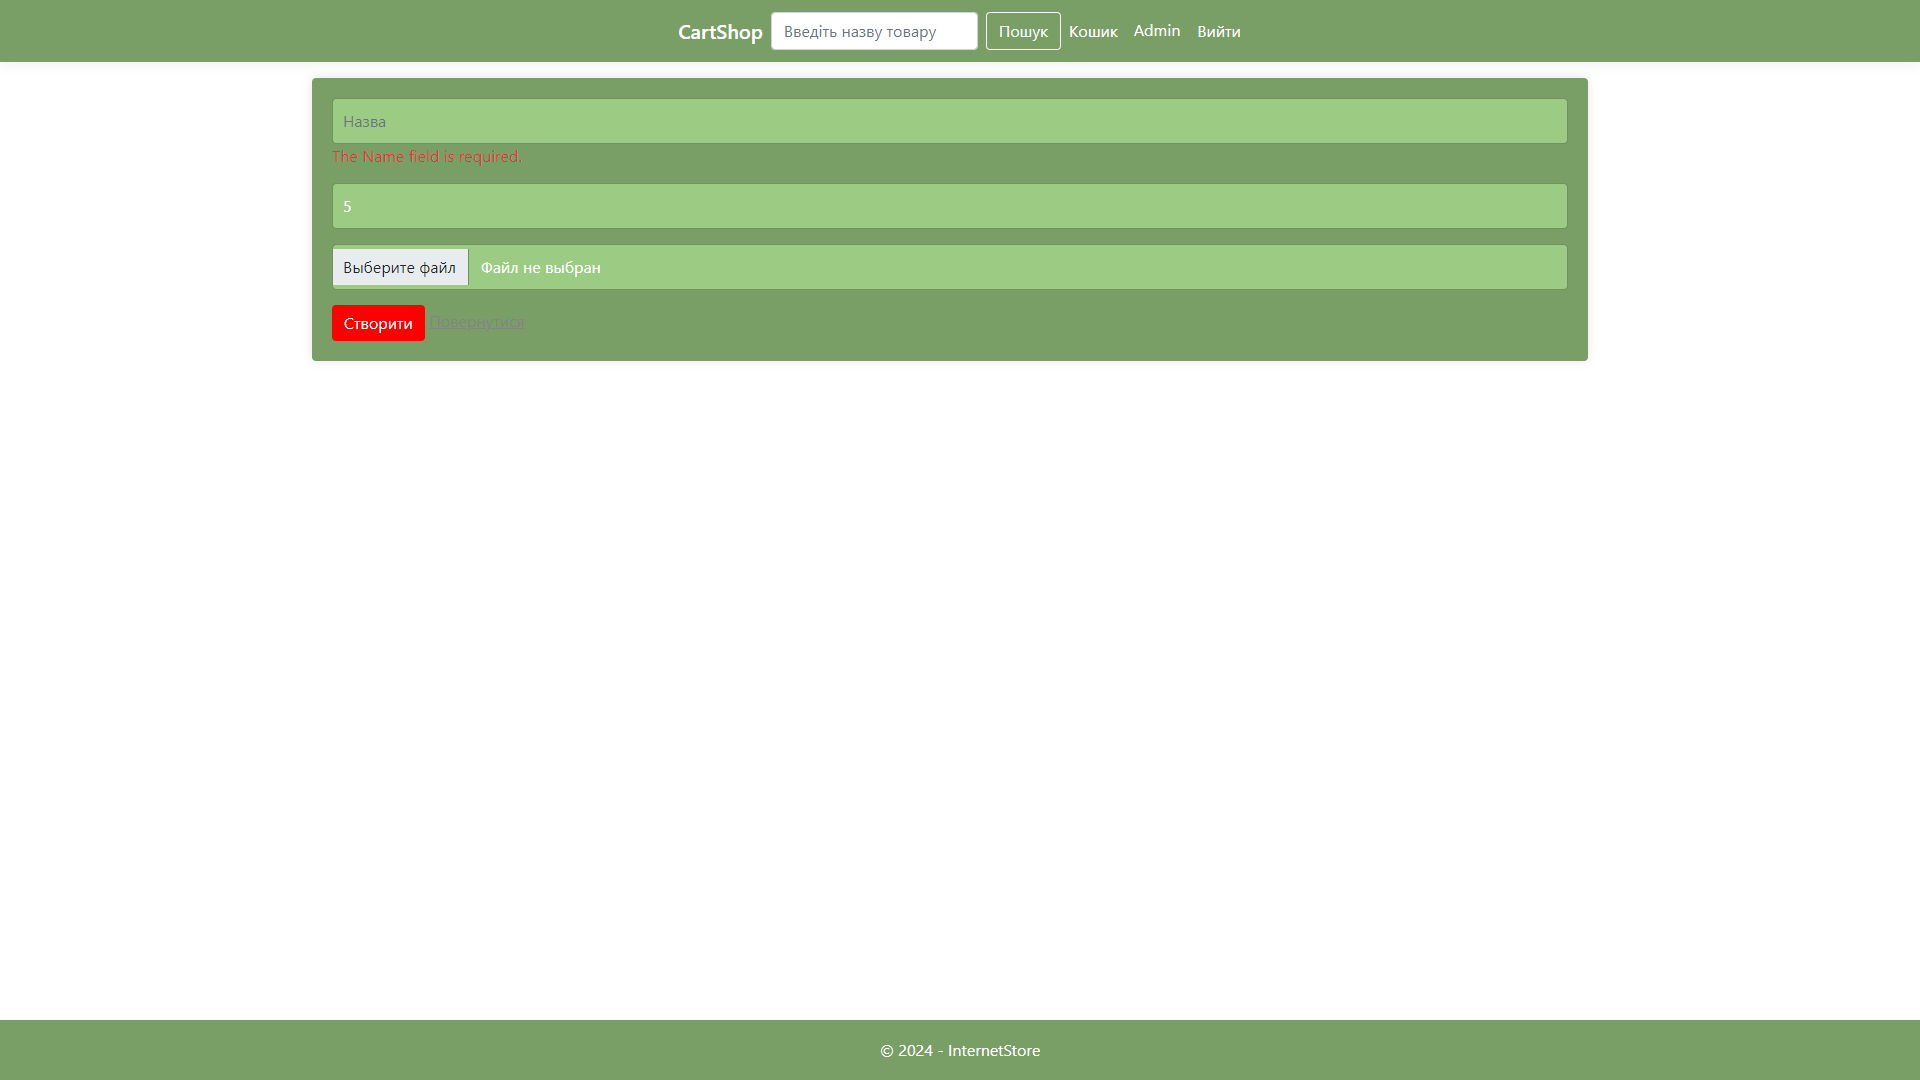 CartShop Введіть назву товару Пошук Кошик Admin Вийти
Назва
The Name field is required.
5
Выберите файл Файл не выбран
Створити Повернутися
© 2024 - InternetStore